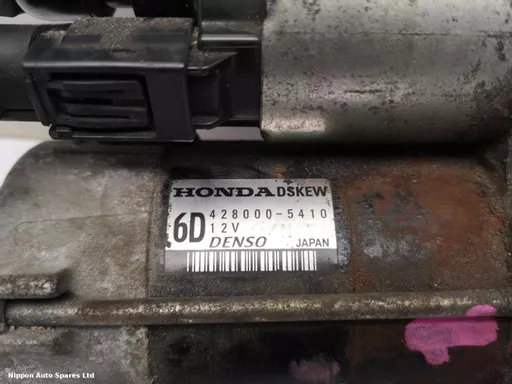 HONDA DSKEW
6D 428000-5410
12V
DENSO JAPAN
Nippon Auto Spares Ltd